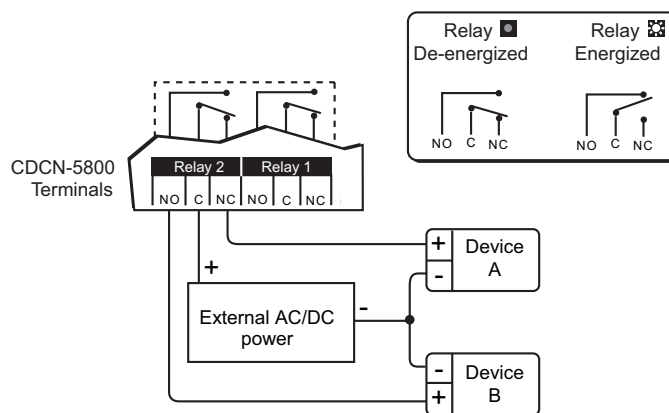 Relay
De-energized
Relay
Energized
NO C NC
NO C NC
CDCN-5800
Terminals
Relay 2 Relay 1
NO C NC NO C NC
+
External AC/DC
power
-
+
-
Device
A
-
+
Device
B